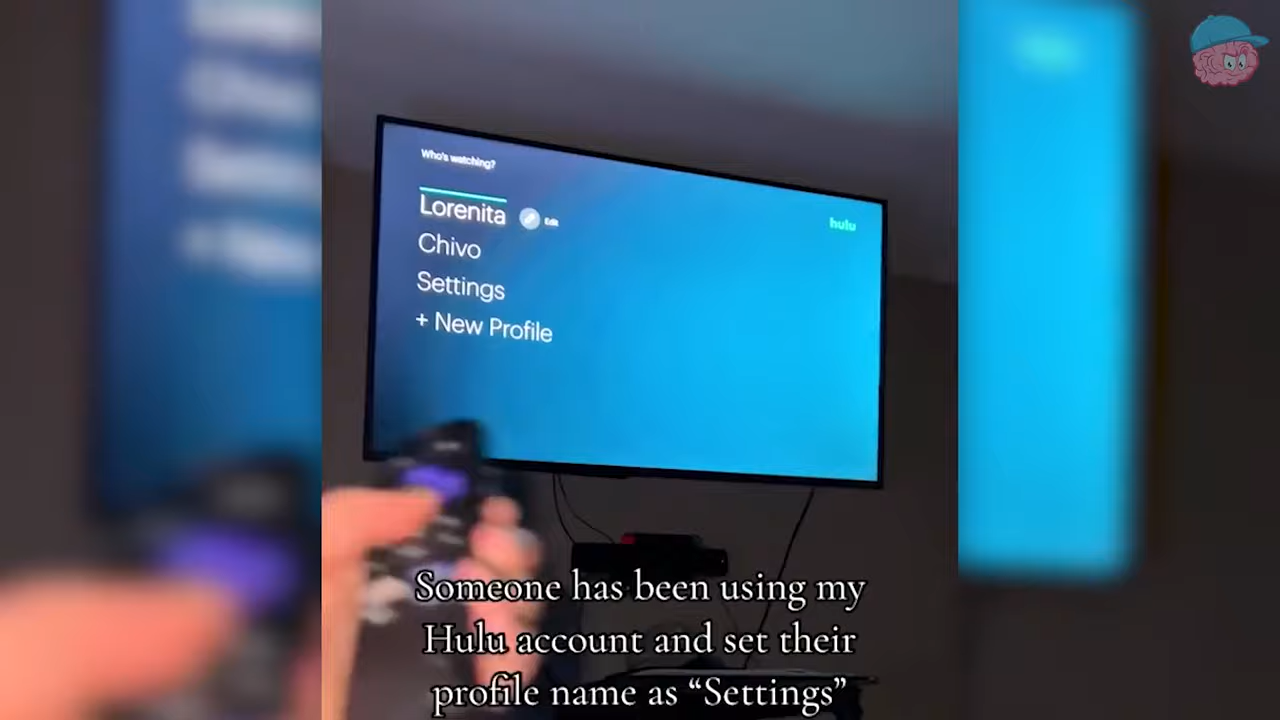 Who's watching?
Lorenita
Edit
hulu
Chivo
Settings
+ New Profile
Someone has been using my
Hulu account and set their
profile name as “Settings”